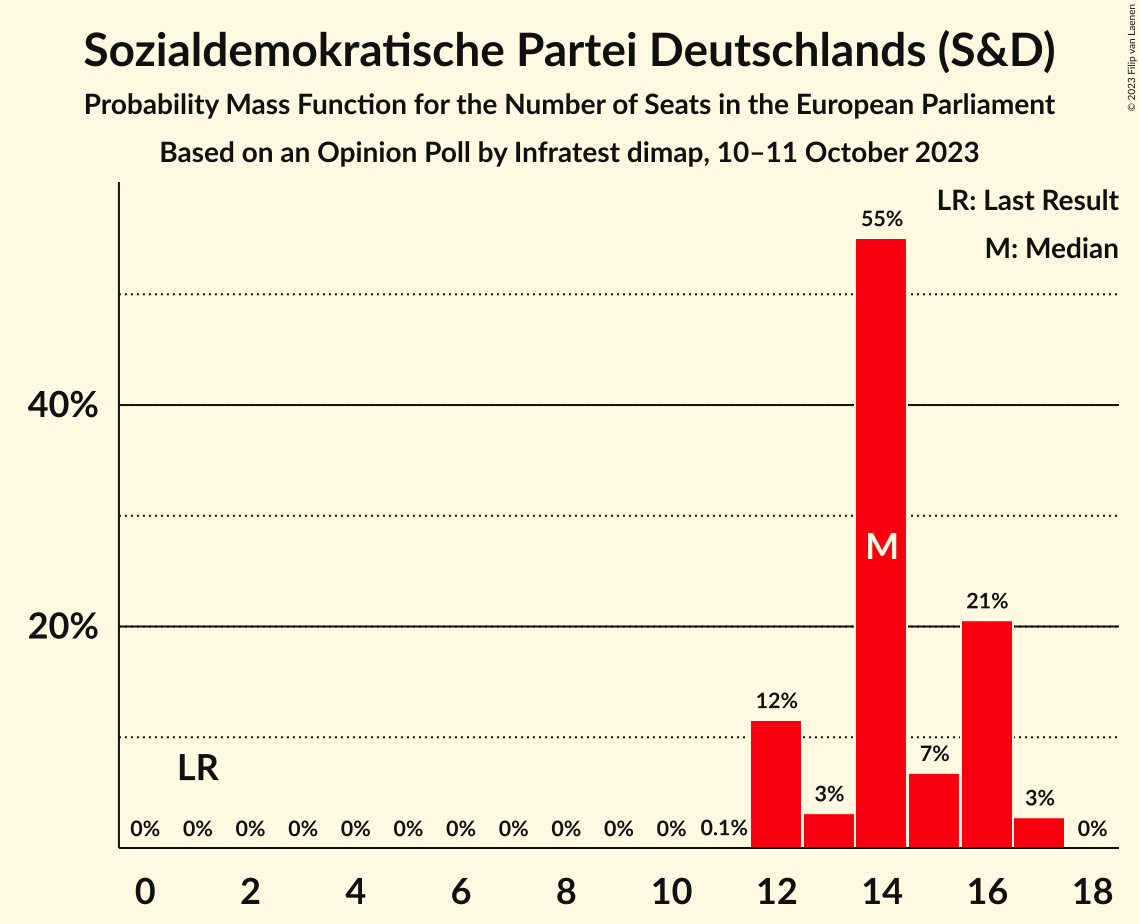 Sozialdemokratische Partei Deutschlands (S&D)
Probability Mass Function for the Number of Seats in the European Parliament
Based on an Opinion Poll by Infratest dimap, 10–11 October 2023
© 2023 Filip van Laenen
LR: Last Result
M: Median
55%
40%
M
21%
20%
12%
7%
LR
3%
3%
0% 0% 0% 0% 0% 0% 0% 0% 0% 0% 0% 0.1% 0%
0 2 4 6 8 10 12 14 16 18